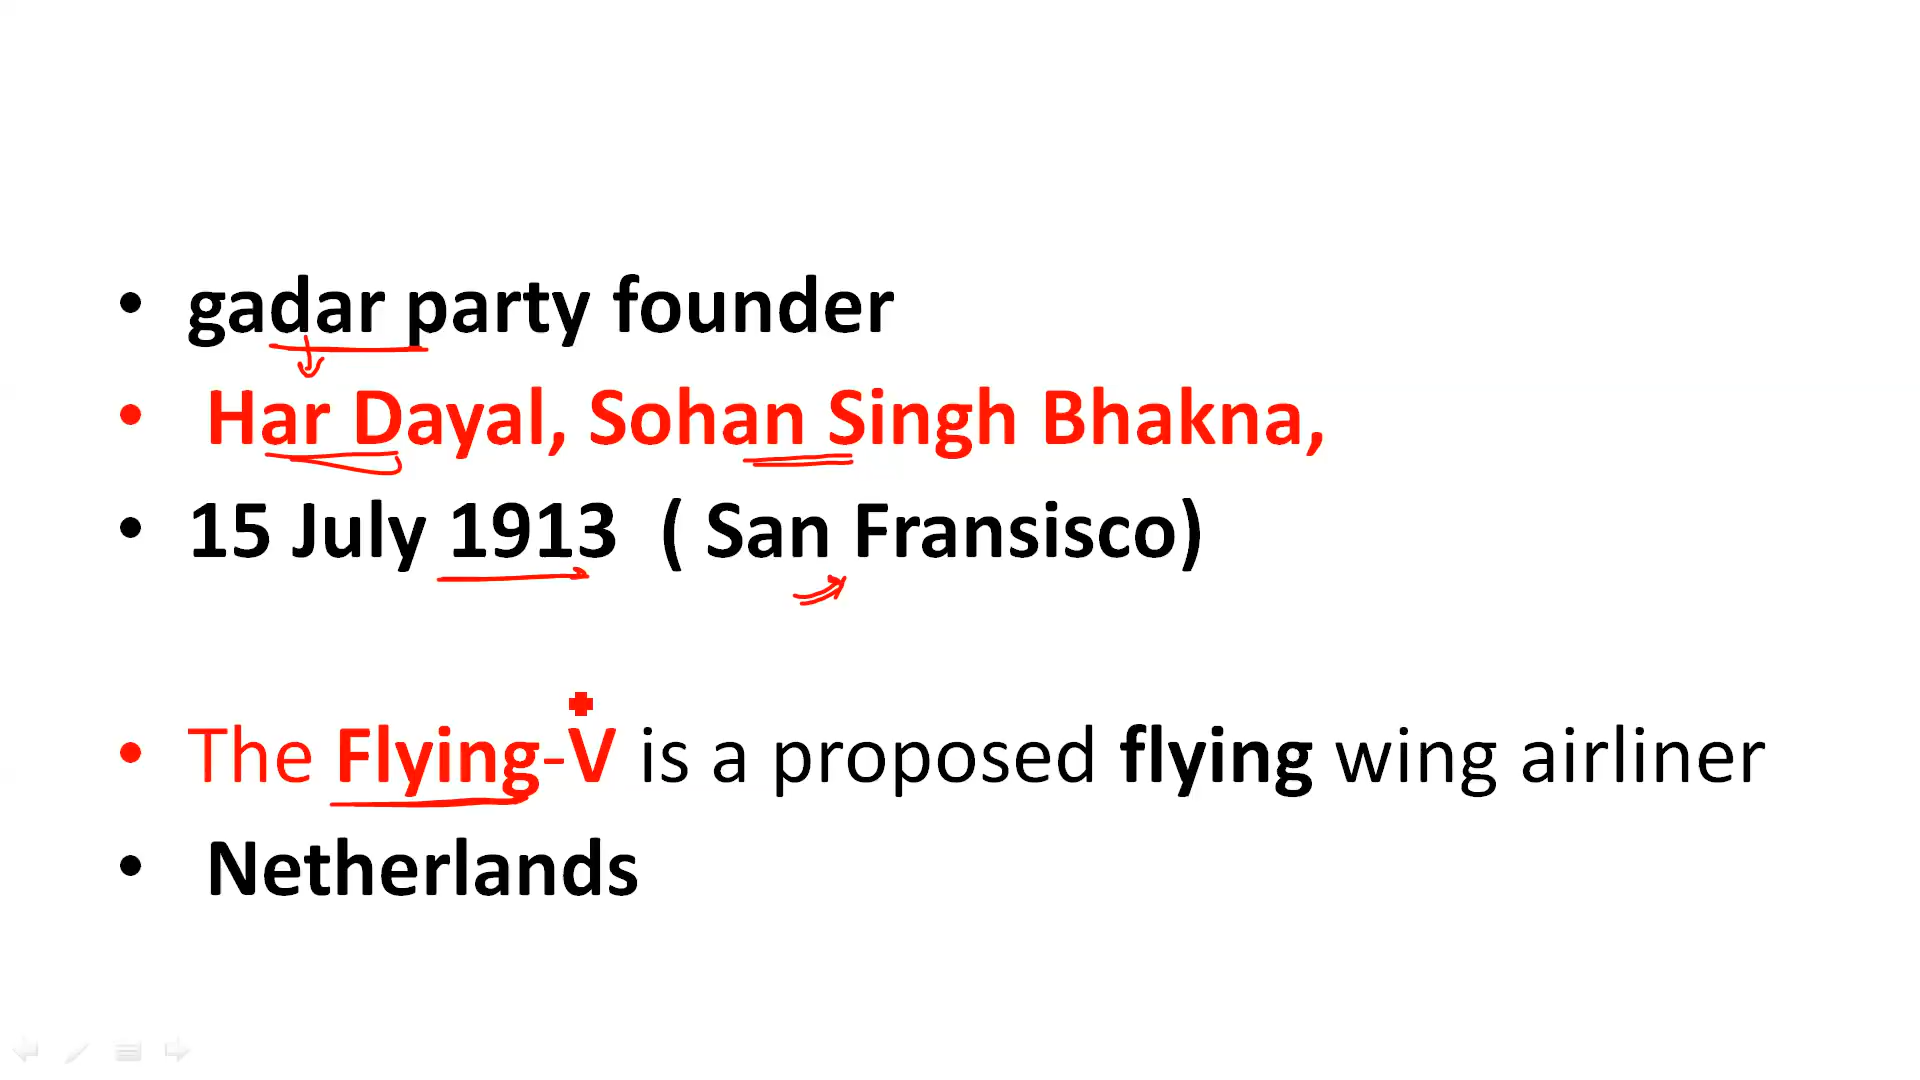 • gadar party founder
• Har Dayal, Sohan Singh Bhakna,
• 15 July 1913 ( San Fransisco)
• The Flying-V is a proposed flying wing airliner
• Netherlands